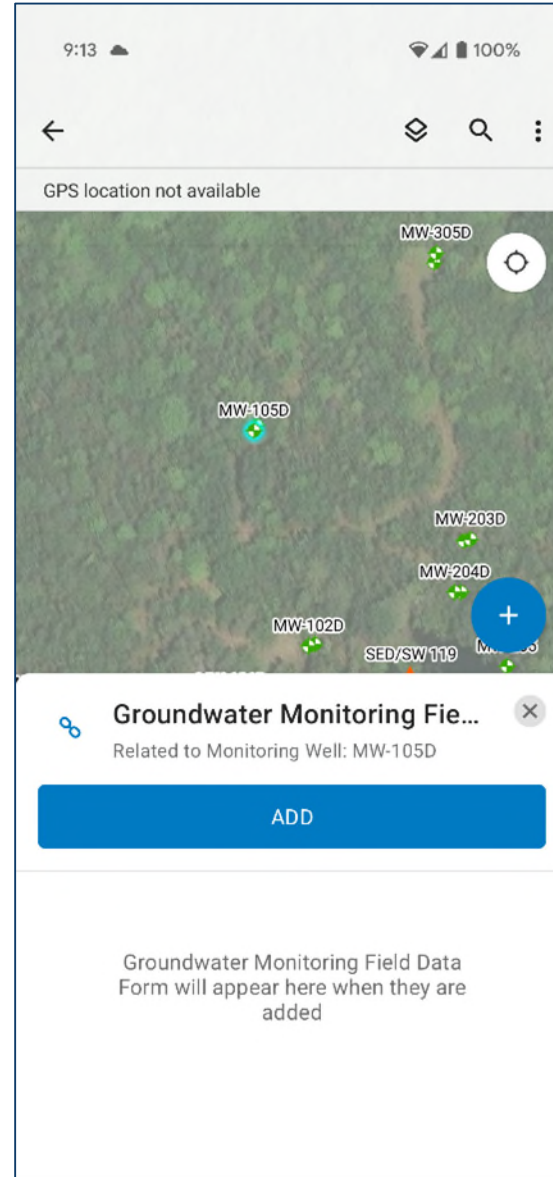 9:13
100%
GPS location not available
MW-305D
MW-105D
MW-203D
MW-204D
MW-102D
SED/SW 119
Groundwater Monitoring Fie...
Related to Monitoring Well: MW-105D
ADD
Groundwater Monitoring Field Data
Form will appear here when they are
added